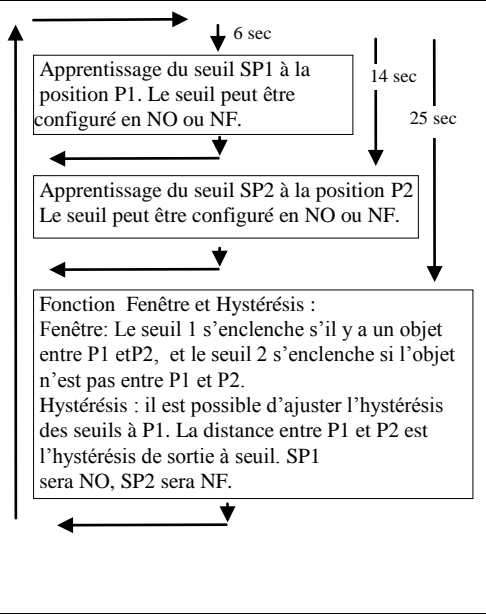 6 sec
Apprentissage du seuil SP1 à la
position P1. Le seuil peut être
configuré en NO ou NF.
14 sec
25 sec
Apprentissage du seuil SP2 à la position P2
Le seuil peut être configuré en NO ou NF.
Fonction Fenêtre et Hystérésis :
Fenêtre: Le seuil 1 s’enclenche s’il y a un objet
entre P1 etP2, et le seuil 2 s’enclenche si l’objet
n’est pas entre P1 et P2.
Hystérésis : il est possible d’ajuster l’hystérésis
des seuils à P1. La distance entre P1 et P2 est
l’hystérésis de sortie à seuil. SP1
sera NO, SP2 sera NF.